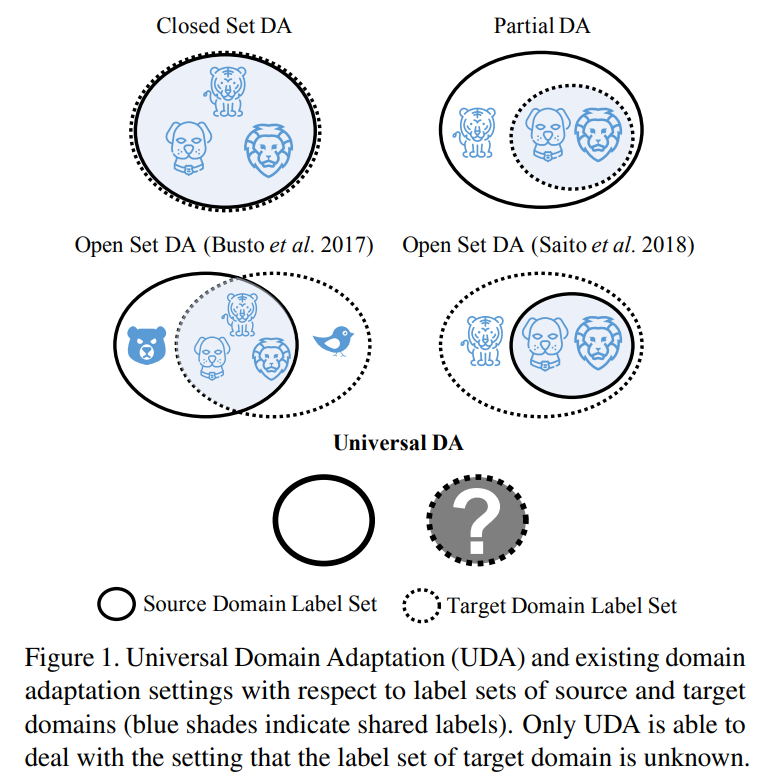 Closed Set DA
Partial DA
Open Set DA (Busto et al. 2017)
Open Set DA (Saito et al. 2018)
Universal DA
?
Source Domain Label Set
Target Domain Label Set
Figure 1. Universal Domain Adaptation (UDA) and existing domain
adaptation settings with respect to label sets of source and target
domains (blue shades indicate shared labels). Only UDA is able to
deal with the setting that the label set of target domain is unknown.